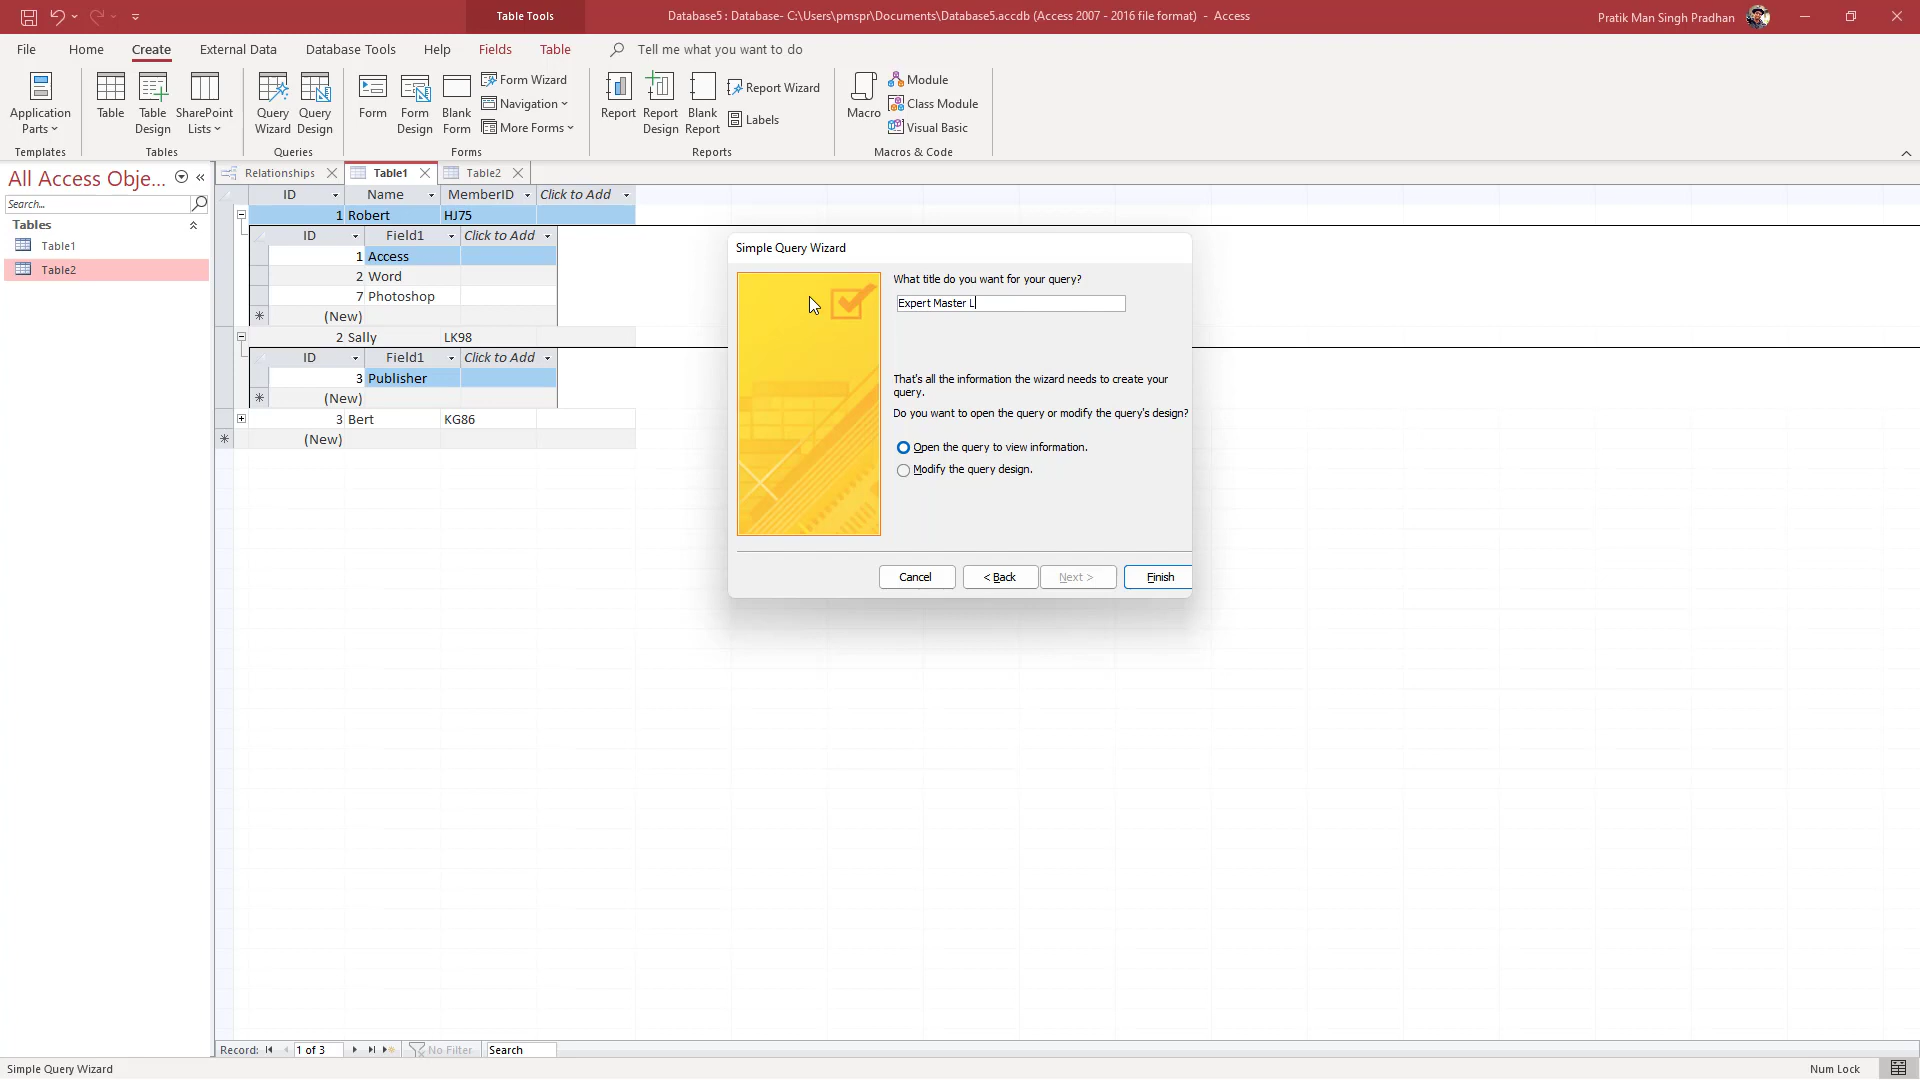 Table Tools
Database5 : Database- C:\Users\pmspr\Documents\Database5.accdb (Access 2007 - 2016 file format) - Access
Pratik Man Singh Pradhan
File Home Create External Data Database Tools Help Fields Table Tell me what you want to do
Application Parts
Templates
Table
Table Design
SharePoint Lists
Tables
Query Wizard
Query Design
Queries
Form
Form Design
Blank Form
Form Wizard
Navigation
More Forms
Forms
Report
Report Design
Blank Report
Report Wizard
Labels
Reports
Macro
Module
Class Module
Visual Basic
Macros & Code
All Access Obje...
Search...
Tables
Table1
Table2
Relationships Table1 Table2
ID Name MemberID Click to Add
1 Robert HJ75
ID Field1 Click to Add
1 Access
2 Word
7 Photoshop
(New)
2 Sally LK98
ID Field1 Click to Add
3 Publisher
(New)
3 Bert KG86
(New)
Simple Query Wizard
What title do you want for your query?
Expert Master L
That's all the information the wizard needs to create your
query.
Do you want to open the query or modify the query's design?
Open the query to view information.
Modify the query design.
Cancel < Back Next > Finish
Record: 1 of 3 No Filter Search
Simple Query Wizard
Num Lock